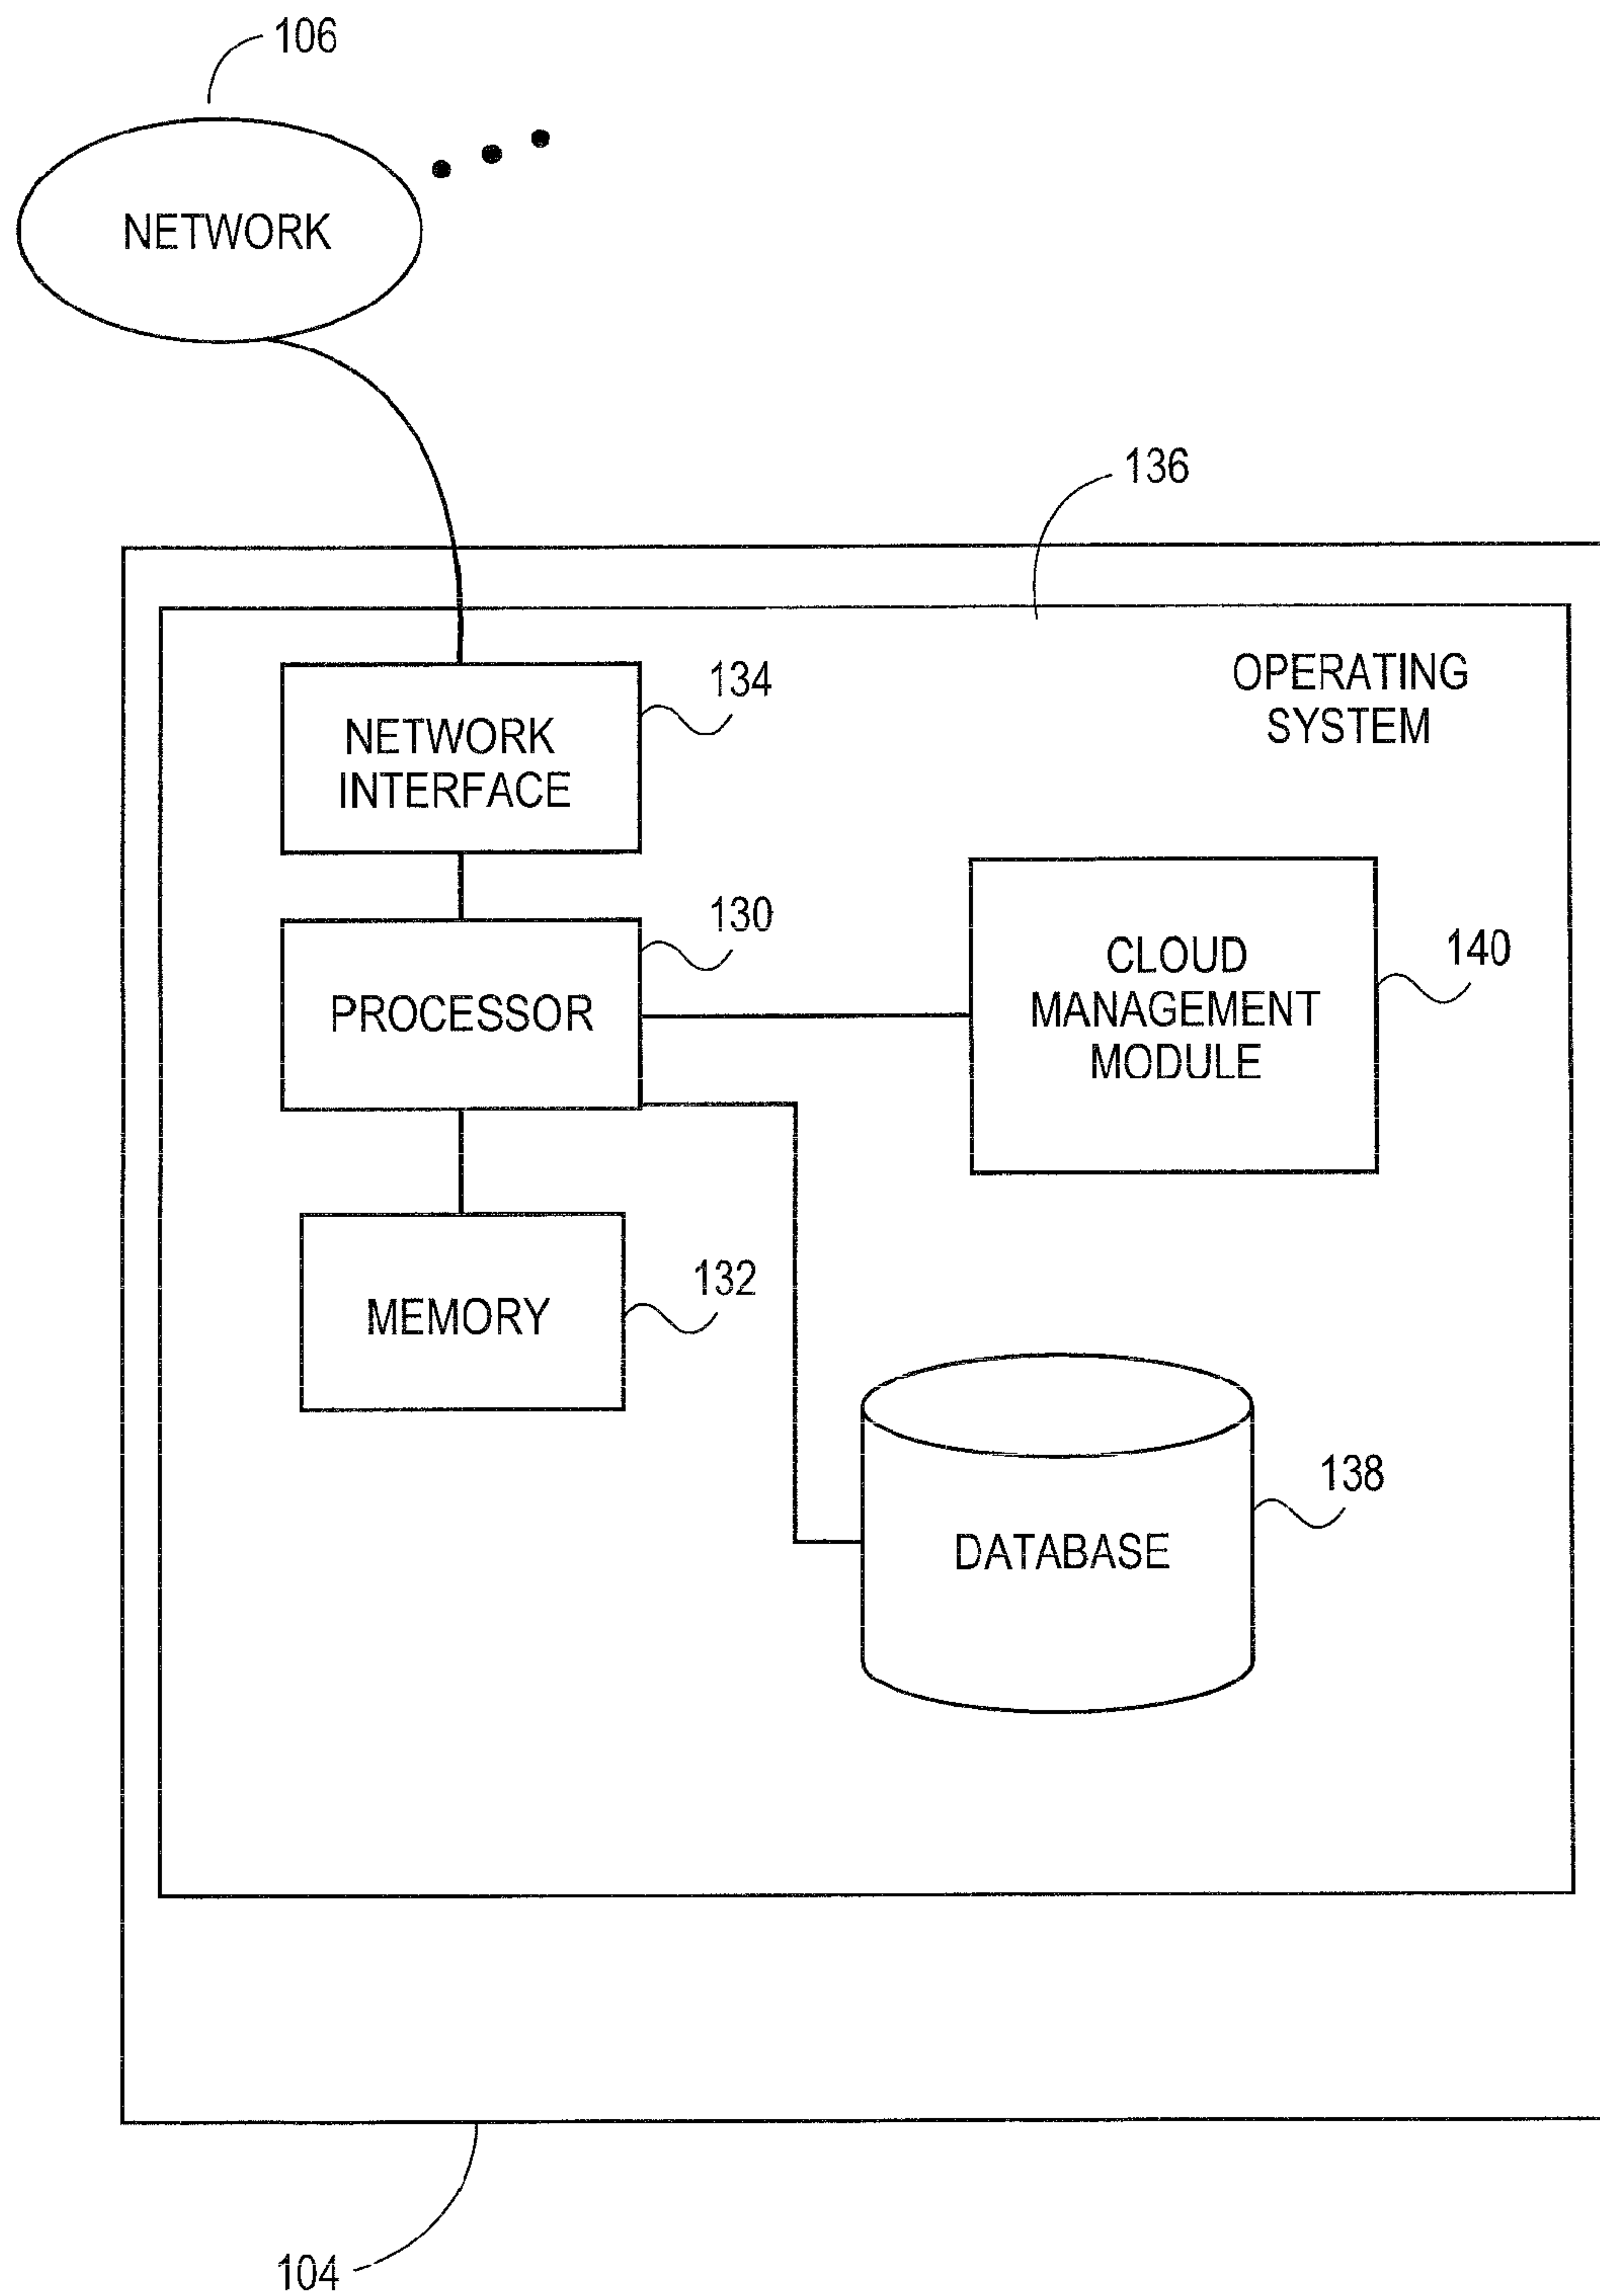 106
NETWORK
136
OPERATING
SYSTEM
134
NETWORK
INTERFACE
130
PROCESSOR
CLOUD
MANAGEMENT
MODULE
140
132
MEMORY
138
DATABASE
104